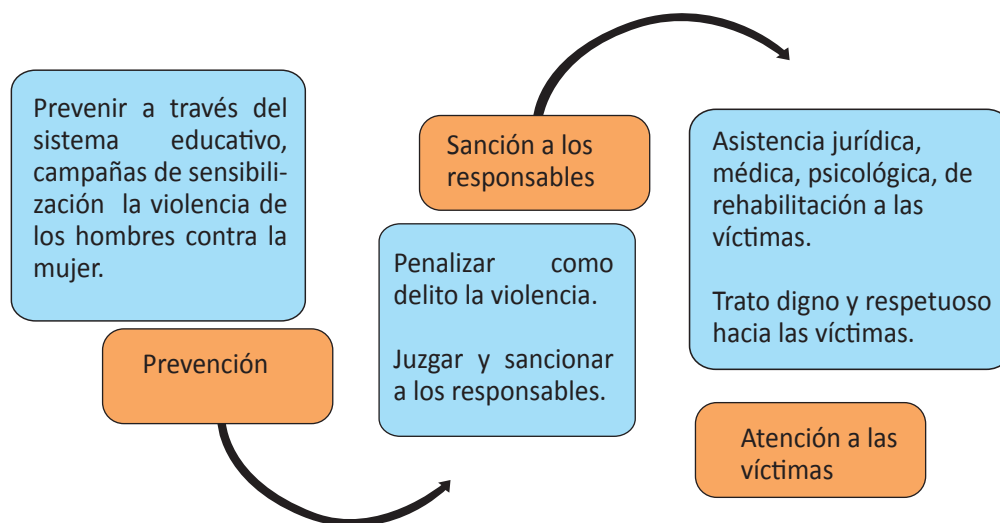 Prevenir a través del
sistema educativo,
campañas de sensibili-
zación la violencia de
los hombres contra la
mujer.
Prevención
Sanción a los
responsables
Penalizar como
delito la violencia.
Juzgar y sancionar
a los responsables.
Asistencia jurídica,
médica, psicológica, de
rehabilitación a las
víctimas.
Trato digno y respetuoso
hacia las víctimas.
Atención a las
víctimas